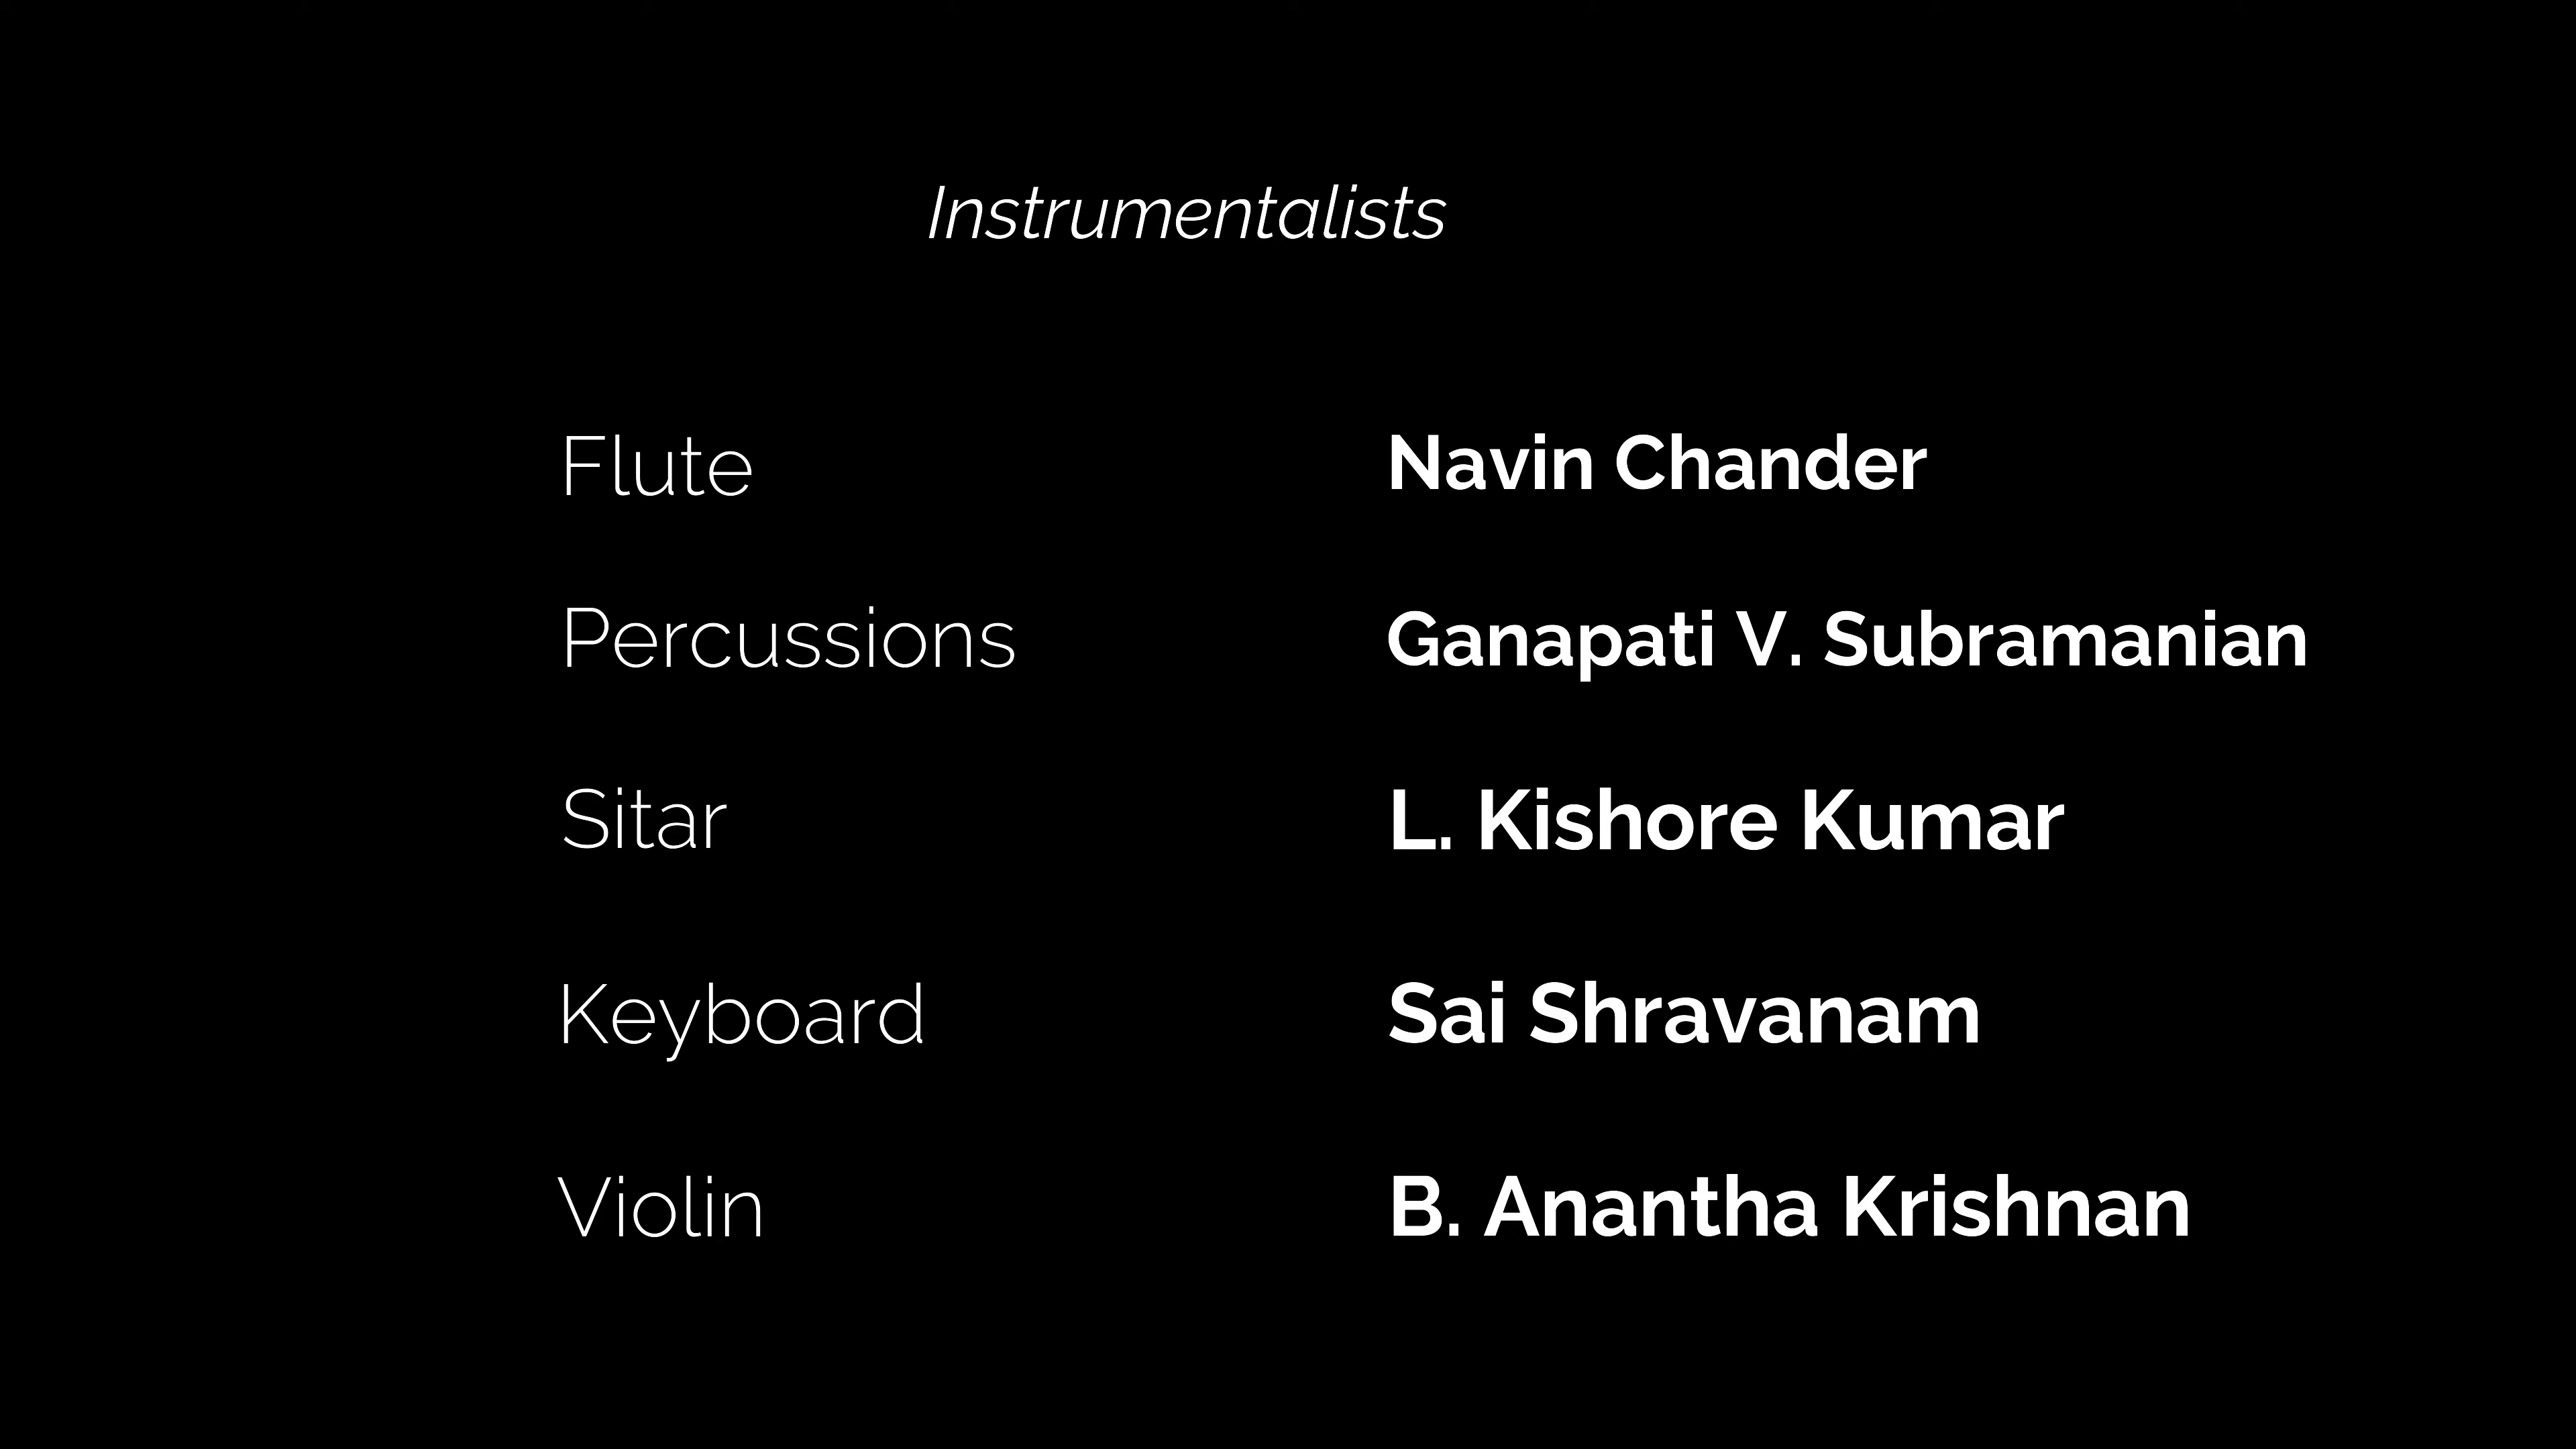 Instrumentalists
Flute Navin Chander
Percussions Ganapati V. Subramanian
Sitar L. Kishore Kumar
Keyboard Sai Shravanam
Violin B. Anantha Krishnan